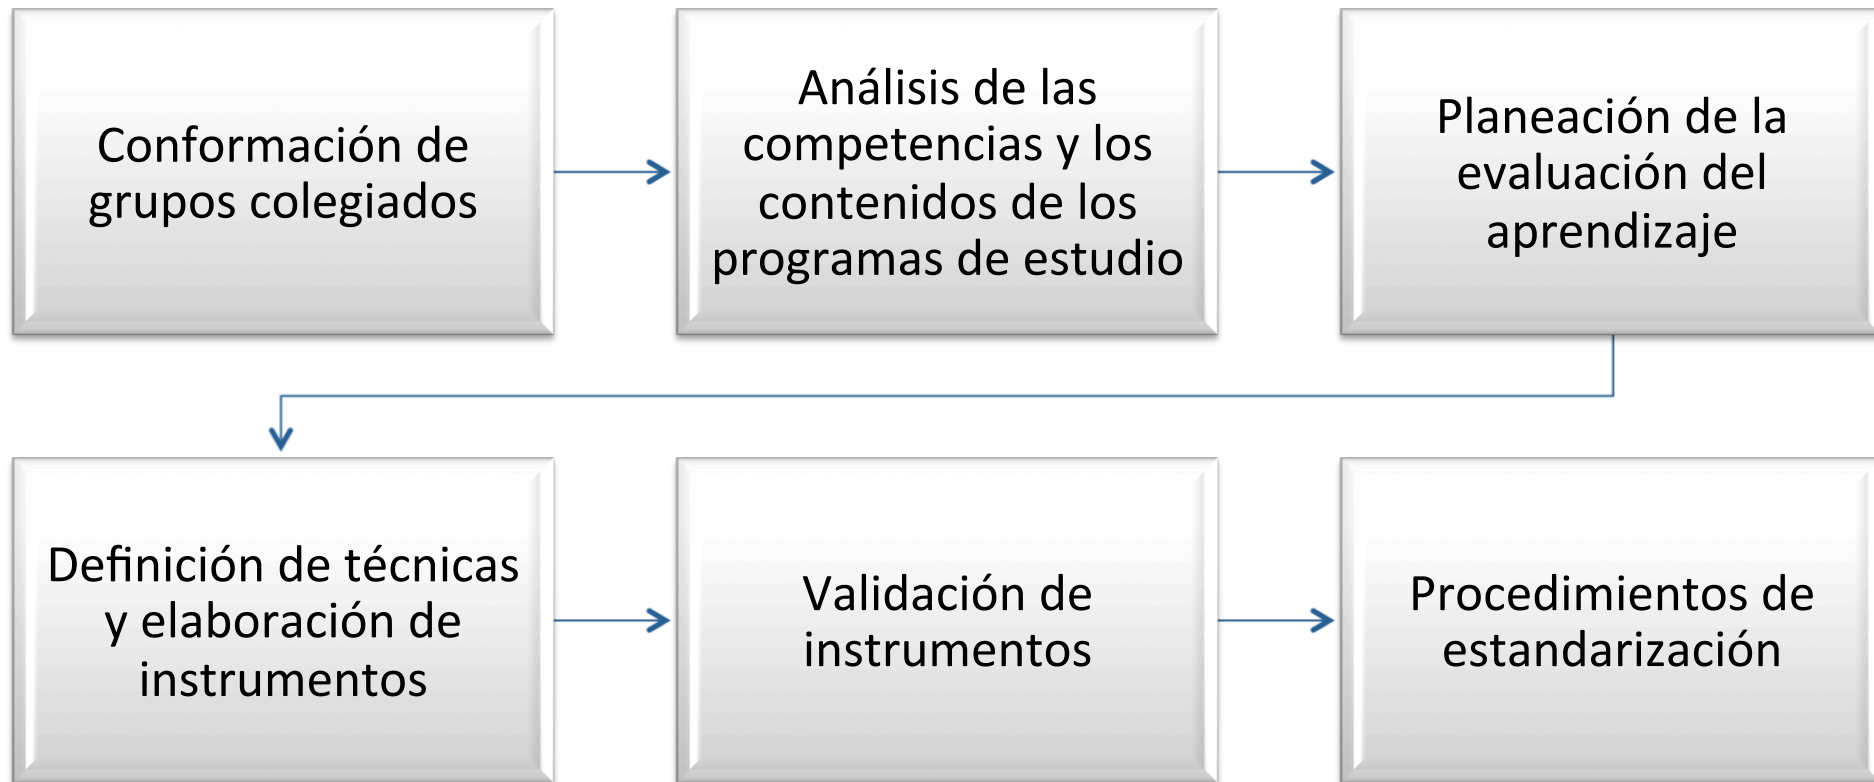 Conformación de
grupos colegiados
Análisis de las
competencias y los
contenidos de los
programas de estudio
Planeación de la
evaluación del
aprendizaje
Definición de técnicas
y elaboración de
instrumentos
Validación de
instrumentos
Procedimientos de
estandarización